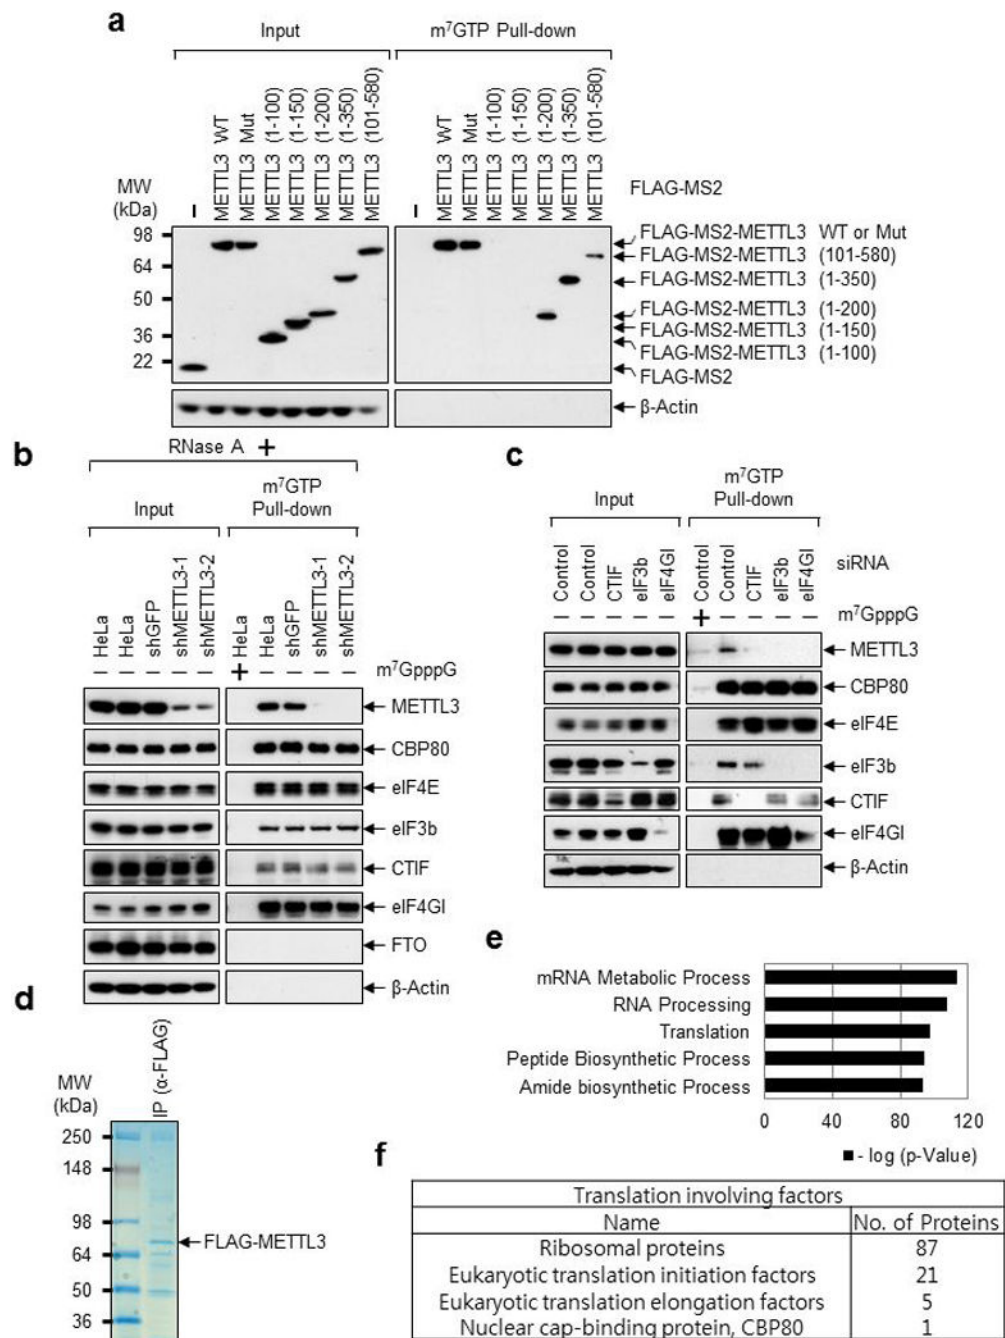 a
Input
m⁷GTP Pull-down
–
METTL3 WT
METTL3 Mut
METTL3 (1-100)
METTL3 (1-150)
METTL3 (1-200)
METTL3 (1-350)
METTL3 (101-580)
–
METTL3 WT
METTL3 Mut
METTL3 (1-100)
METTL3 (1-150)
METTL3 (1-200)
METTL3 (1-350)
METTL3 (101-580)
FLAG-MS2
MW
(kDa)
98
64
50
36
22
FLAG-MS2-METTL3 WT or Mut
FLAG-MS2-METTL3 (101-580)
FLAG-MS2-METTL3 (1-350)
FLAG-MS2-METTL3 (1-200)
FLAG-MS2-METTL3 (1-150)
FLAG-MS2-METTL3 (1-100)
FLAG-MS2
β-Actin
b
RNase A +
Input
m⁷GTP
Pull-down
HeLa
HeLa
shGFP
shMETTL3-1
shMETTL3-2
HeLa
HeLa
shGFP
shMETTL3-1
shMETTL3-2
– – – – – + – – – – m⁷GpppG
METTL3
CBP80
eIF4E
eIF3b
CTIF
eIF4GI
FTO
β-Actin
c
Input
m⁷GTP
Pull-down
Control
Control
CTIF
eIF3b
eIF4GI
Control
Control
CTIF
eIF3b
eIF4GI
siRNA
– – – – – + – – – – m⁷GpppG
METTL3
CBP80
eIF4E
eIF3b
CTIF
eIF4GI
β-Actin
d
MW
(kDa)
IP (α-FLAG)
250
148
98
64
50
36
FLAG-METTL3
e
mRNA Metabolic Process
RNA Processing
Translation
Peptide Biosynthetic Process
Amide biosynthetic Process
0 40 80 120
- log (p-Value)
f
Translation involving factors
Name No. of Proteins
Ribosomal proteins 87
Eukaryotic translation initiation factors 21
Eukaryotic translation elongation factors 5
Nuclear cap-binding protein, CBP80 1